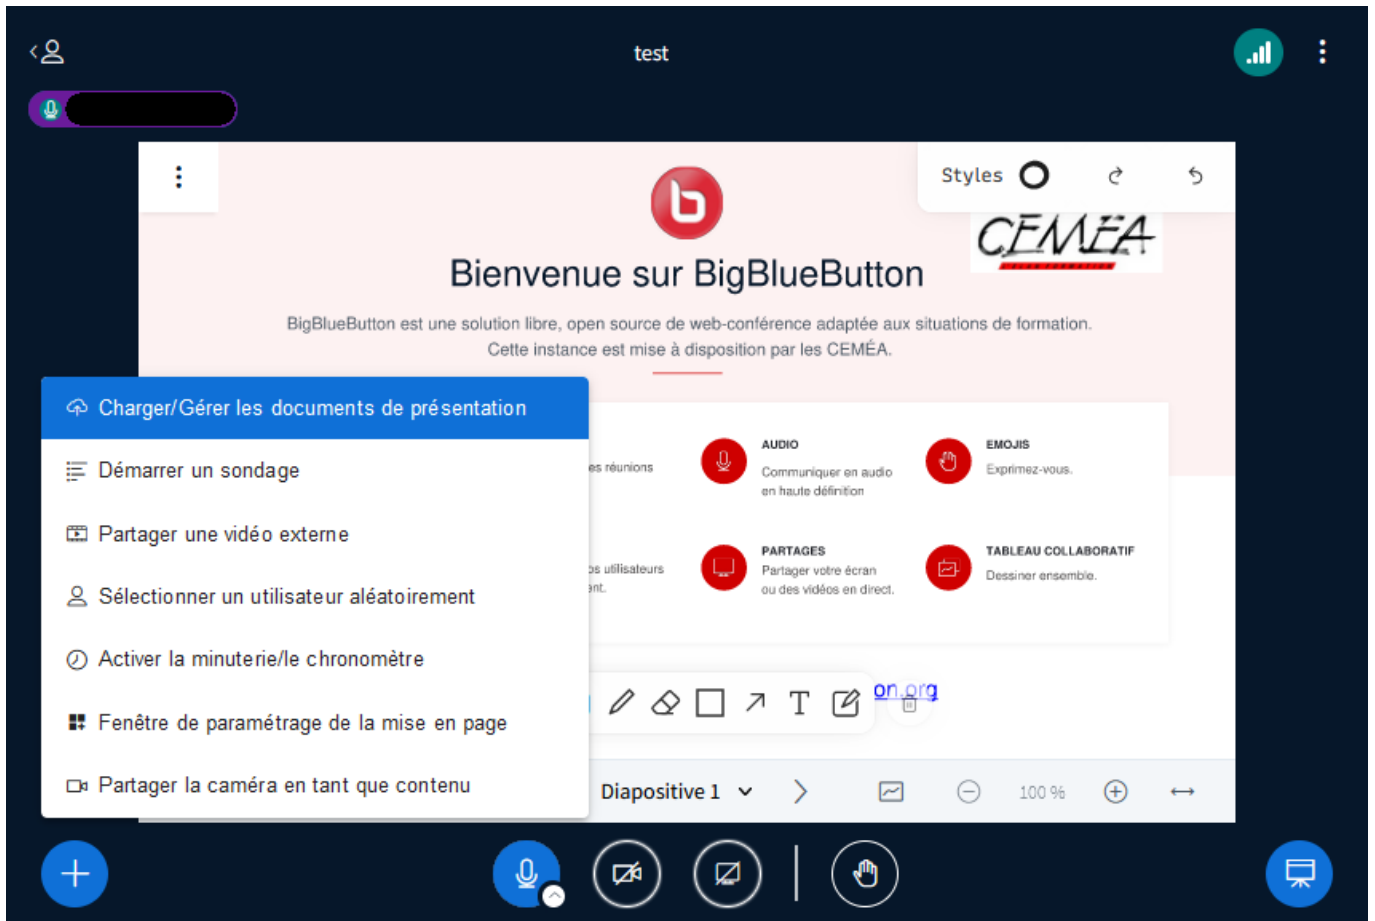 test
Styles
CEMÉA
Bienvenue sur BigBlueButton
BigBlueButton est une solution libre, open source de web-conférence adaptée aux situations de formation.
Cette instance est mise à disposition par les CEMÉA.
Charger/Gérer les documents de présentation
Démarrer un sondage
Partager une vidéo externe
Sélectionner un utilisateur aléatoirement
Activer la minuterie/le chronomètre
Fenêtre de paramétrage de la mise en page
Partager la caméra en tant que contenu
es réunions
AUDIO
Communiquer en audio
en haute définition
EMOJIS
Exprimez-vous.
os utilisateurs
ent.
PARTAGES
Partager votre écran
ou des vidéos en direct.
TABLEAU COLLABORATIF
Dessiner ensemble.
T
on.org
Diapositive 1
100 %